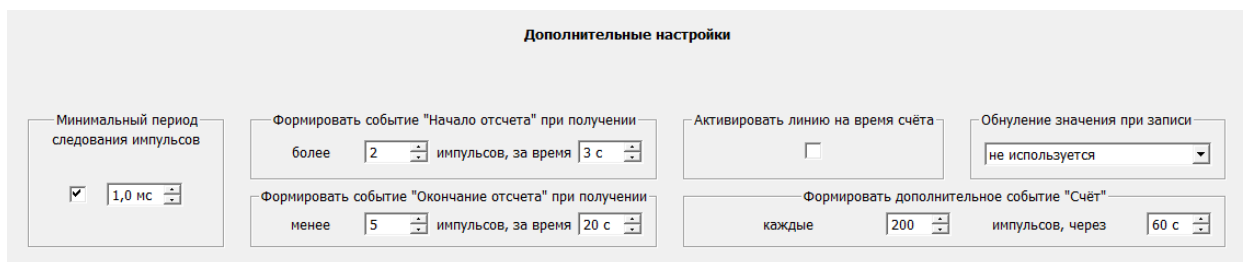 Дополнительные настройки
Минимальный период
следования импульсов
1,0 мс
Формировать событие "Начало отсчета" при получении
более 2 импульсов, за время 3 с
Формировать событие "Окончание отсчета" при получении
менее 5 импульсов, за время 20 с
Активировать линию на время счёта
Обнуление значения при записи
не используется
Формировать дополнительное событие "Счёт"
каждые 200 импульсов, через 60 с